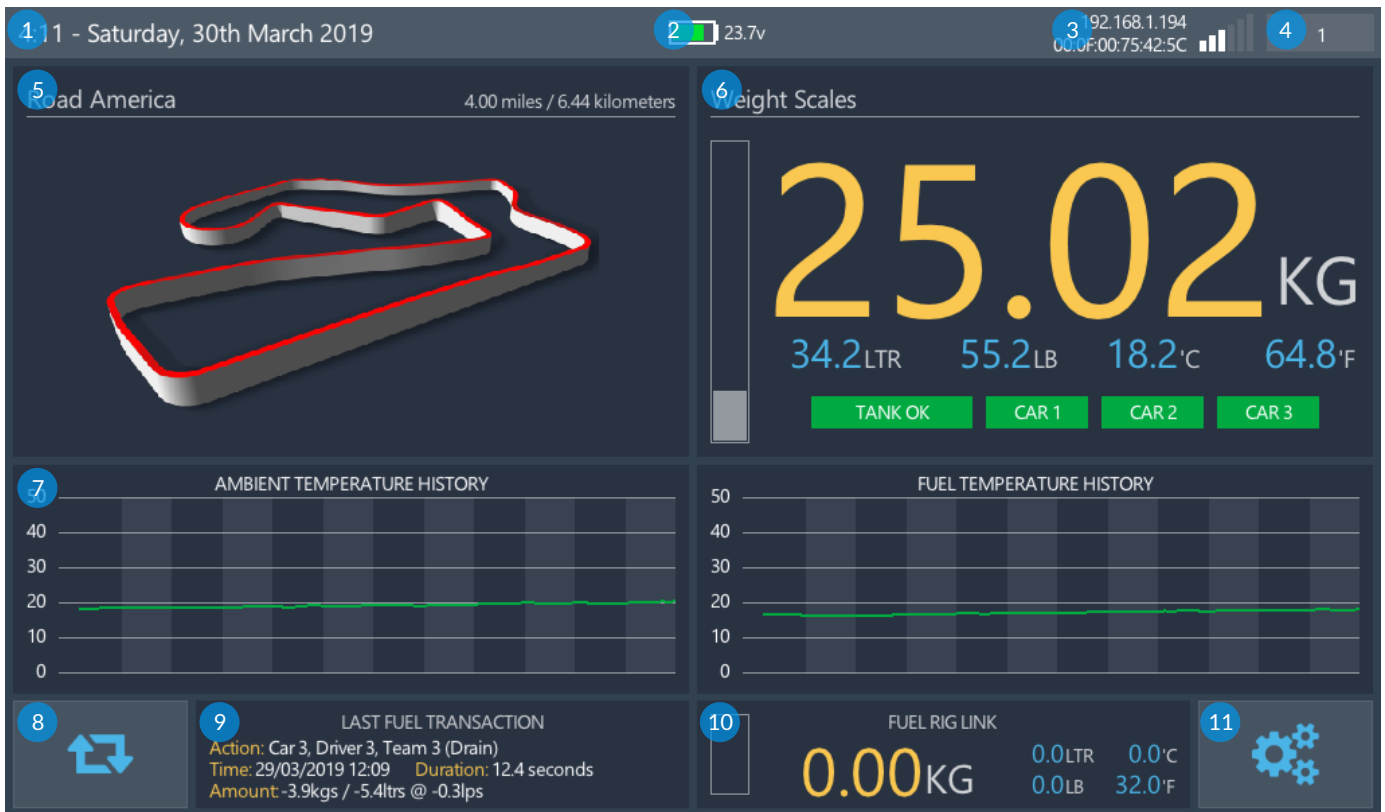 1
4:11 - Saturday, 30th March 2019
2
23.7v
3
192.168.1.194
00:0F:00:75:42:5C
4
1
5
Road America
4.00 miles / 6.44 kilometers
6
Weight Scales
25.02KG
34.2LTR 55.2LB 18.2'C 64.8'F
TANK OK CAR 1 CAR 2 CAR 3
7
AMBIENT TEMPERATURE HISTORY
50
40
30
20
10
0
FUEL TEMPERATURE HISTORY
50
40
30
20
10
0
8
9
LAST FUEL TRANSACTION
Action: Car 3, Driver 3, Team 3 (Drain)
Time: 29/03/2019 12:09 Duration: 12.4 seconds
Amount: -3.9kgs / -5.4ltrs @ -0.3lps
10
FUEL RIG LINK
0.00KG
0.0LTR 0.0'C
0.0LB 32.0'F
11